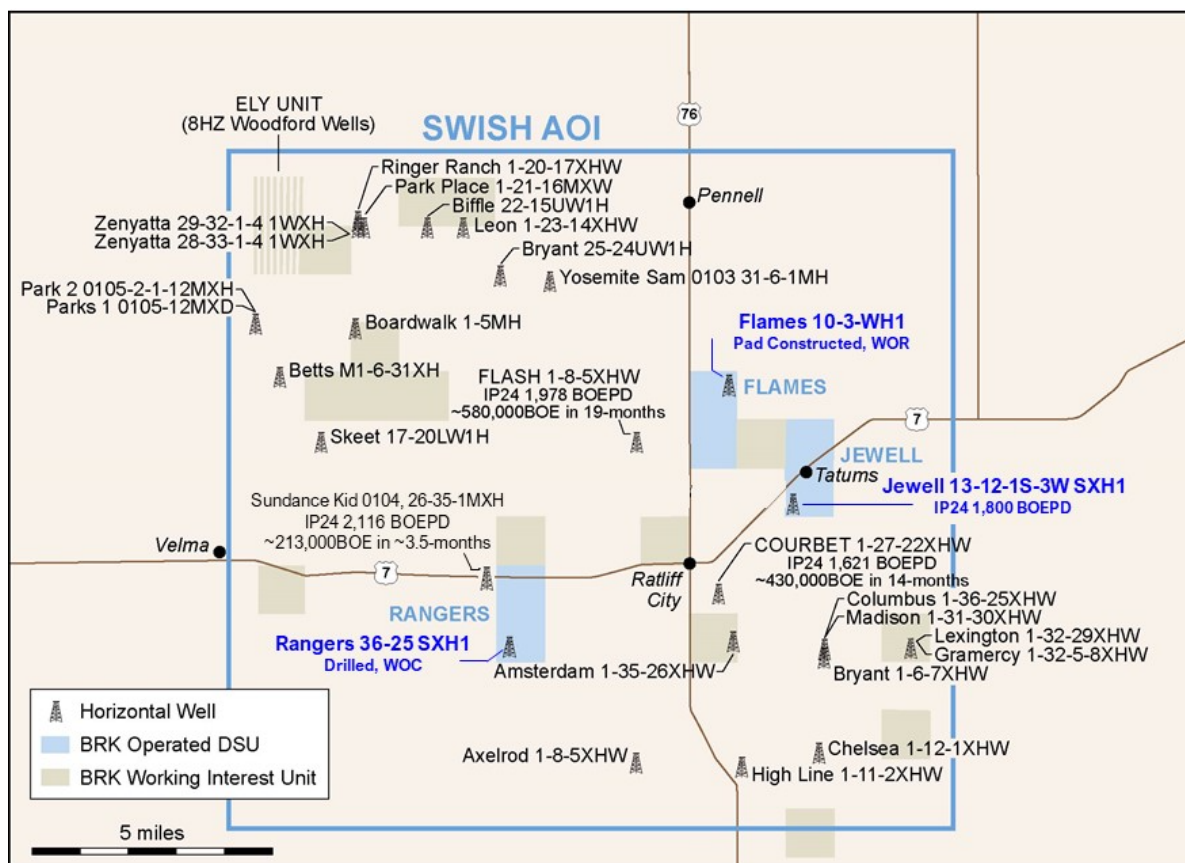 ELY UNIT
(8HZ Woodford Wells)
SWISH AOI
76
Ringer Ranch 1-20-17XHW
Park Place 1-21-16MXW
Biffle 22-15UW1H
Leon 1-23-14XHW
Zenyatta 29-32-1-4 1WXH
Zenyatta 28-33-1-4 1WXH
Pennell
Bryant 25-24UW1H
Yosemite Sam 0103 31-6-1MH
Park 2 0105-2-1-12MXH
Parks 1 0105-12MXD
Boardwalk 1-5MH
Flames 10-3-WH1
Pad Constructed, WOR
Betts M1-6-31XH
FLASH 1-8-5XHW
IP24 1,978 BOEPD
~580,000BOE in 19-months
FLAMES
7
Skeet 17-20LW1H
JEWELL
Tatums
Jewell 13-12-1S-3W SXH1
IP24 1,800 BOEPD
Sundance Kid 0104, 26-35-1MXH
IP24 2,116 BOEPD
~213,000BOE in ~3.5-months
Velma
7
Ratliff
City
COURBET 1-27-22XHW
IP24 1,621 BOEPD
~430,000BOE in 14-months
RANGERS
Rangers 36-25 SXH1
Drilled, WOC
Columbus 1-36-25XHW
Madison 1-31-30XHW
Lexington 1-32-29XHW
Gramercy 1-32-5-8XHW
Amsterdam 1-35-26XHW
Bryant 1-6-7XHW
Axelrod 1-8-5XHW
Chelsea 1-12-1XHW
High Line 1-11-2XHW
Horizontal Well
BRK Operated DSU
BRK Working Interest Unit
5 miles